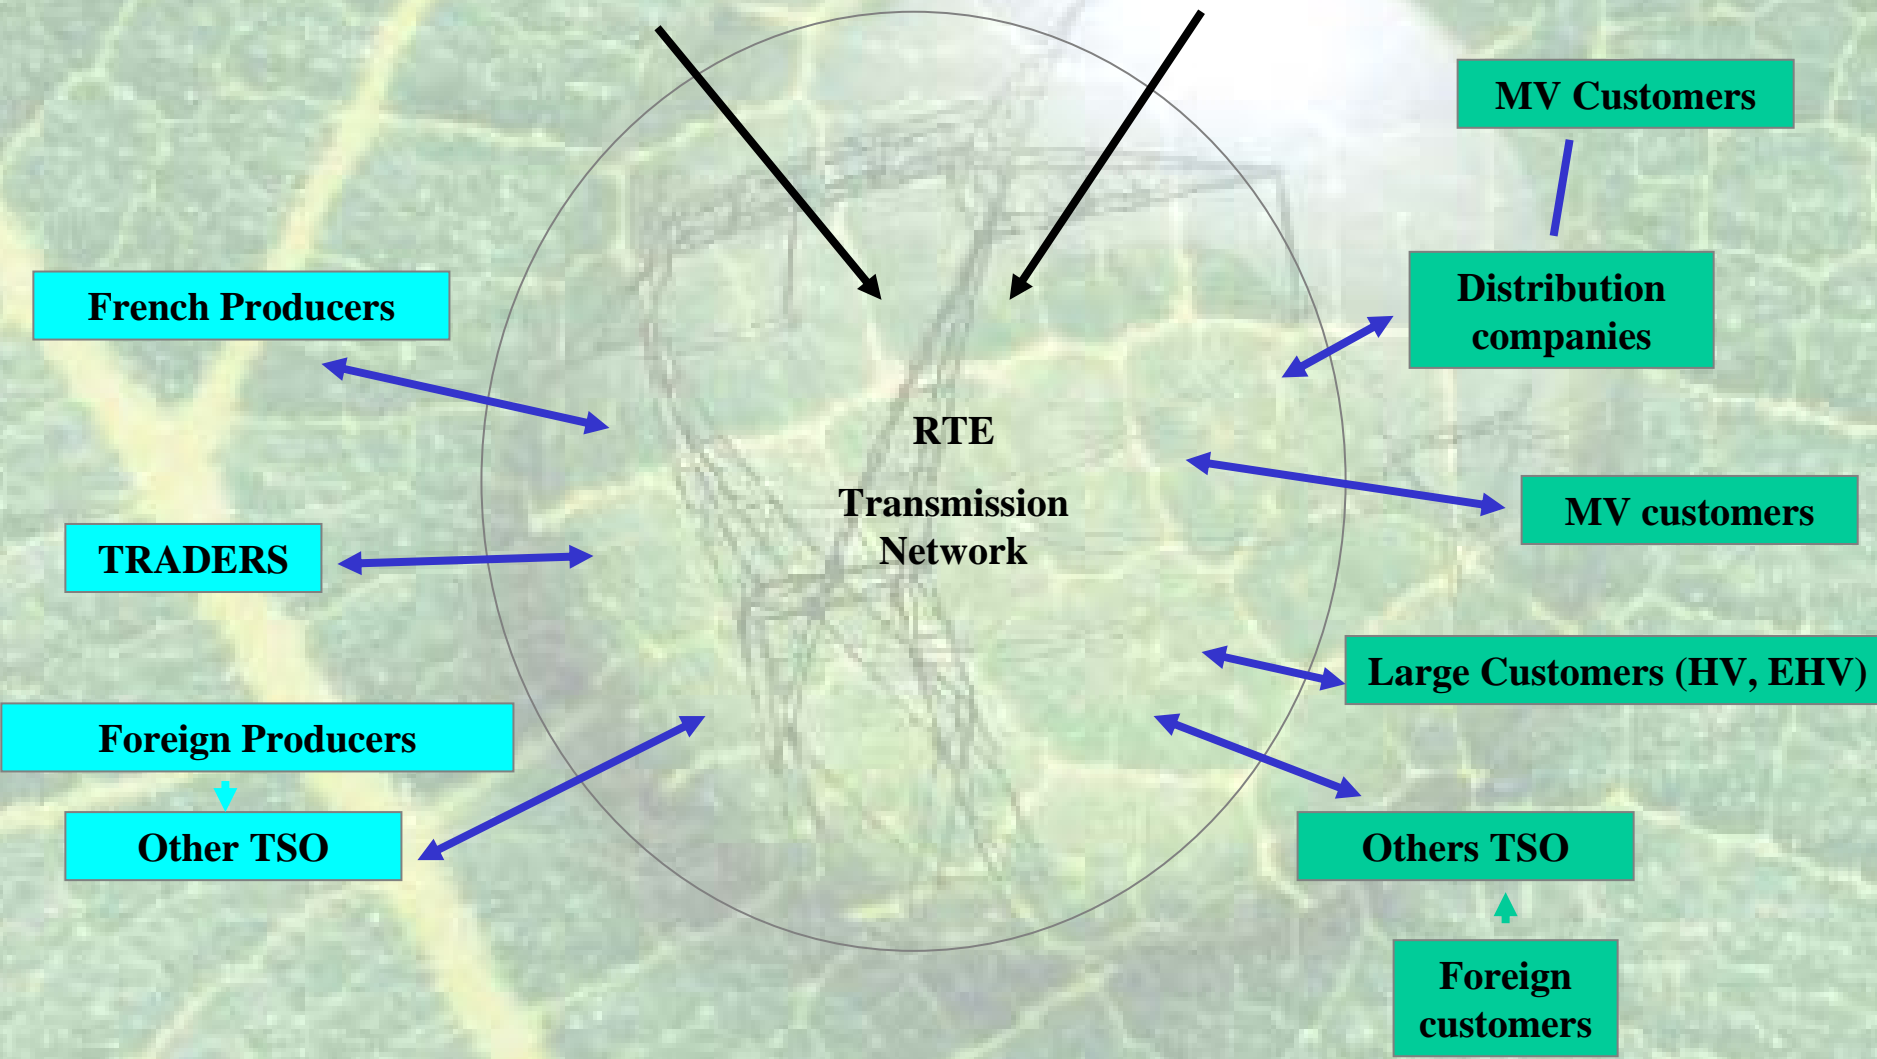 MV Customers
French Producers
Distribution
companies
RTE
Transmission
Network
MV customers
TRADERS
Large Customers (HV, EHV)
Foreign Producers
Other TSO
Others TSO
Foreign
customers